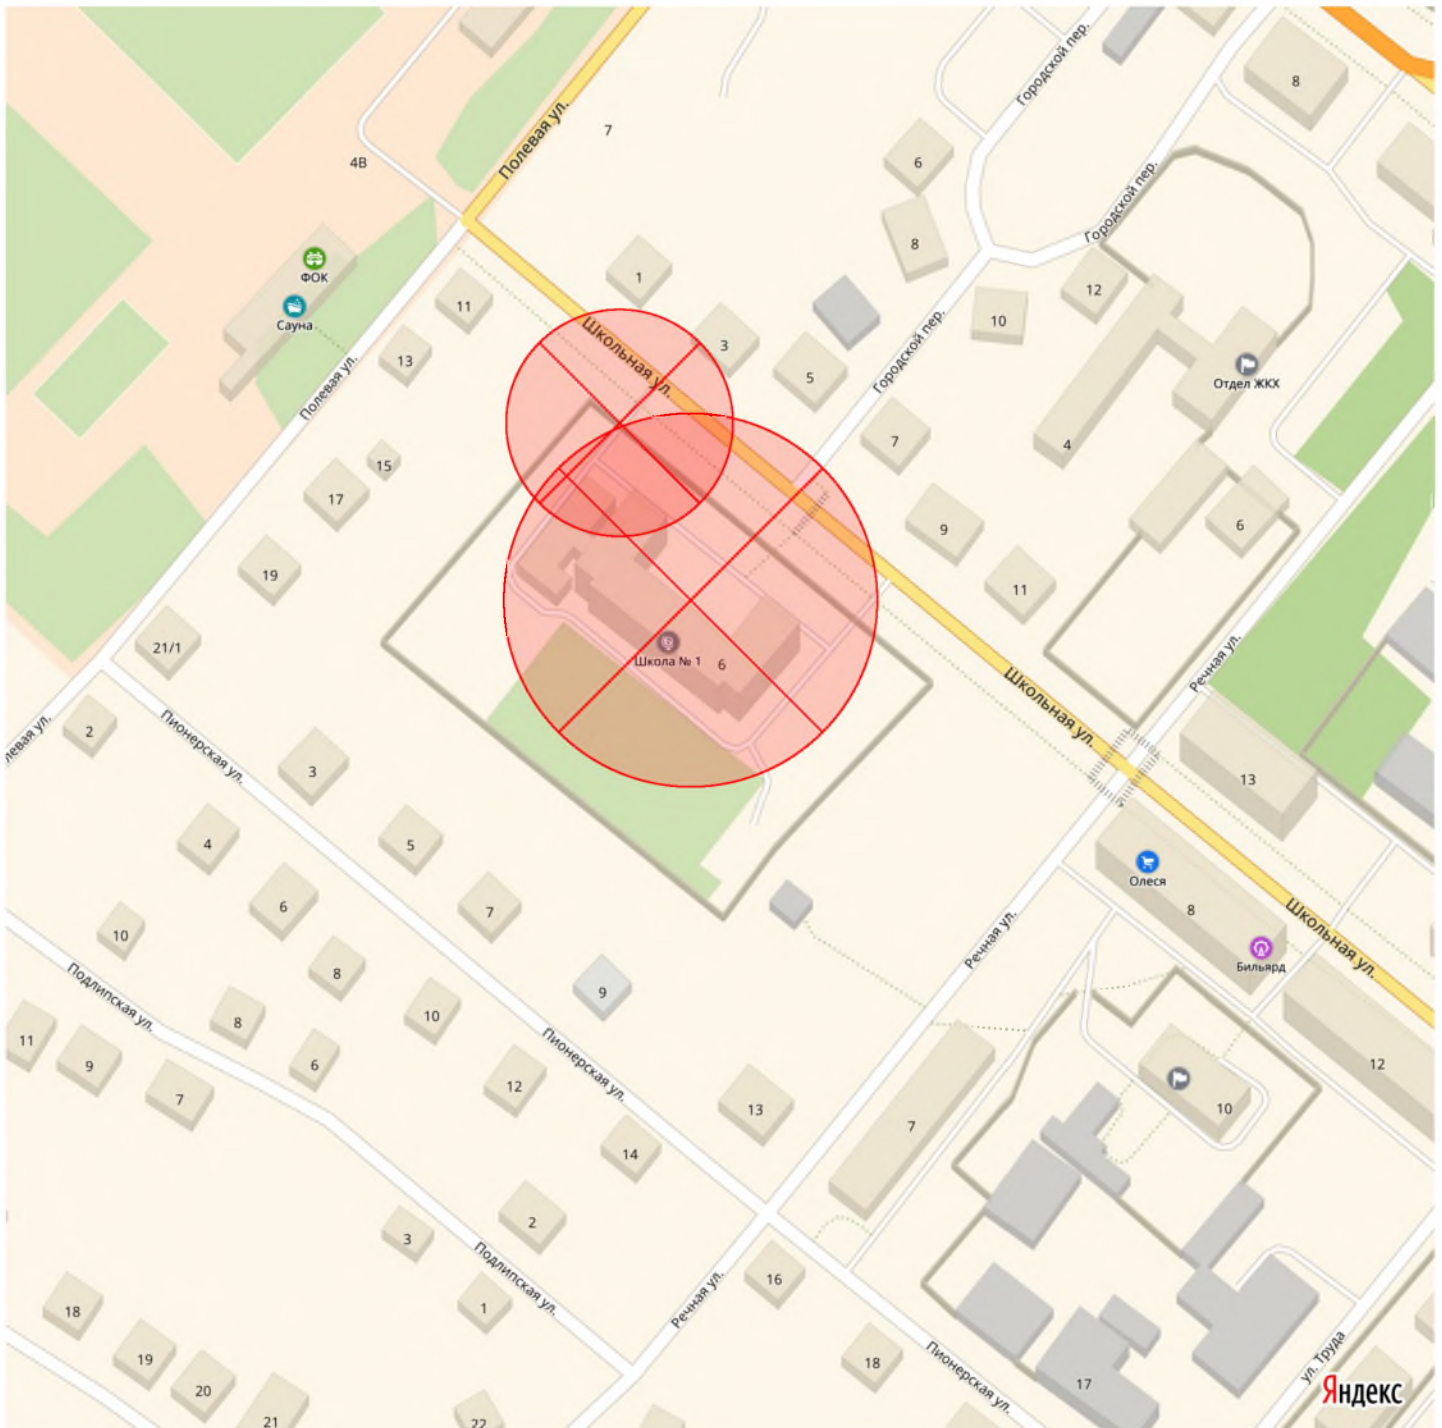 8
Городской пер.
Полевая ул.
7
4В
6
Городской пер.
8
ФОК
1
12
11
Сауна
10
Школьная ул.
3
13
Городской пер.
5
Отдел ЖКХ
Полевая ул.
7
4
15
17
9
6
19
11
21/1
Школа № 1
6
Речная ул.
Школьная ул.
2
левая ул.
Пионерская ул.
3
13
4
5
Олеся
6
7
8
Школьная ул.
10
Речная ул.
Бильярд
8
9
Подлипская ул.
10
8
11
9
6
Пионерская ул.
12
12
7
13
10
7
14
2
3
Подлипская ул.
16
18
1
Речная ул.
19
18
Пионерская ул.
ул. Труда
20
17
Яндекс
21
22